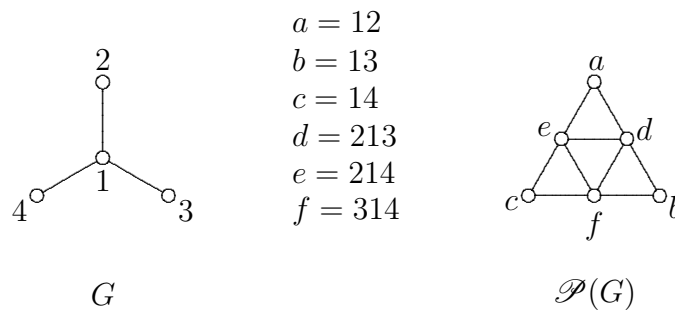 2
1
4
3
G
a = 12
b = 13
c = 14
d = 213
e = 214
f = 314
a
e
d
c
b
f
𝒫(G)